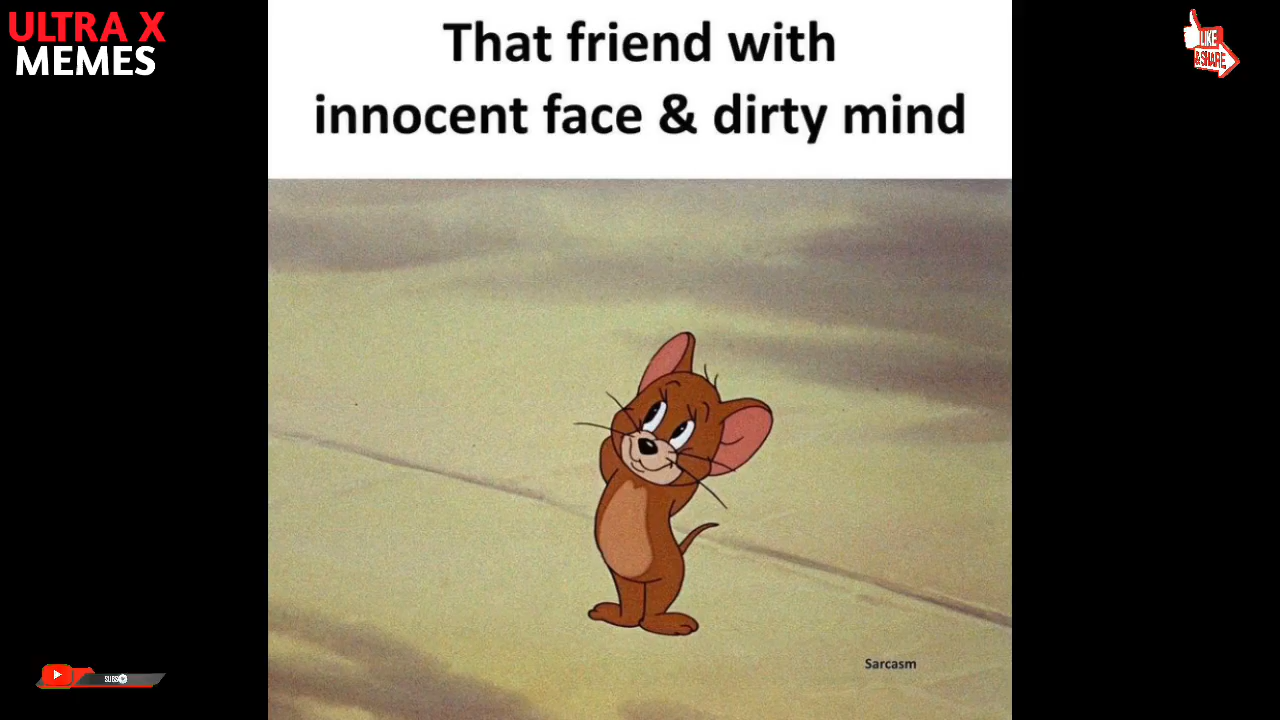 ULTRA X
MEMES
That friend with
innocent face & dirty mind
LIKE
& SHARE
Sarcasm